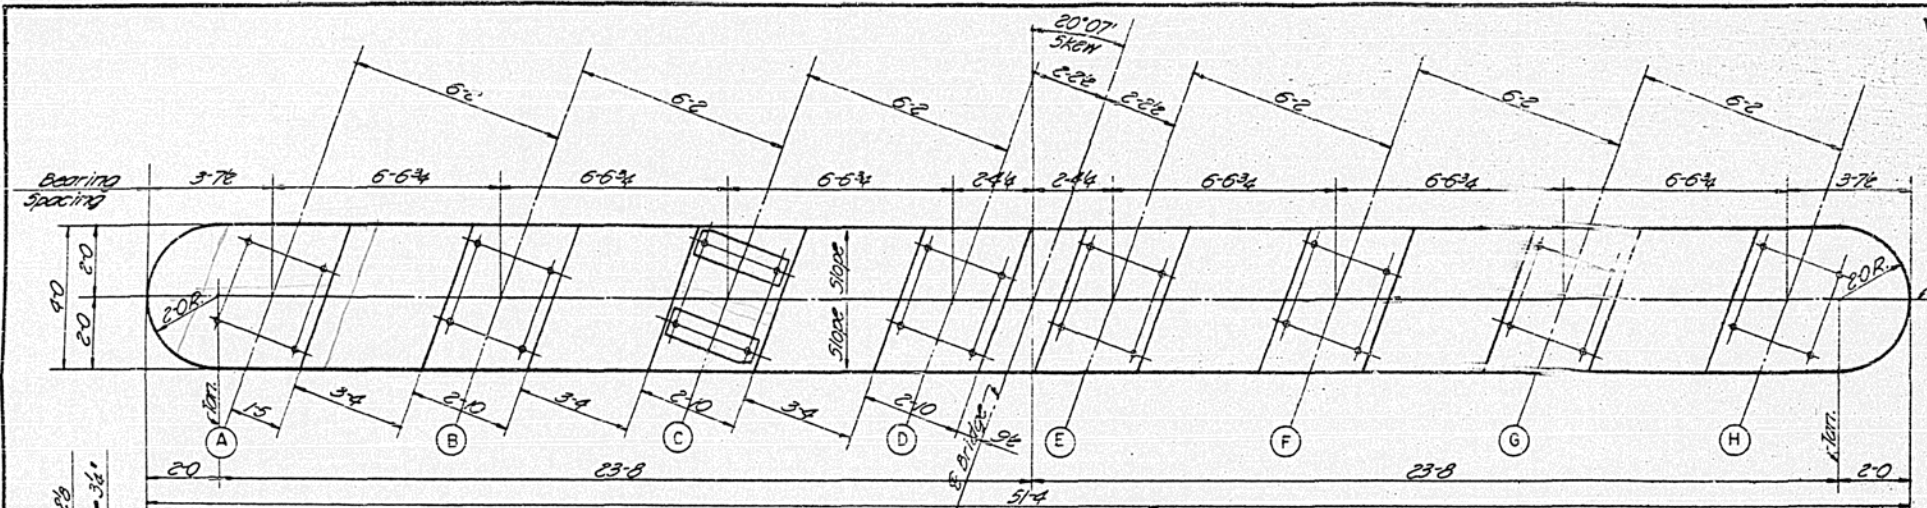 20°07'
SKEW
2-2½
2-2½
6-2
6-2
6-2
6-2
6-2
6-2
Bearing
Spacing
3-7½
6-6¾
6-6¾
6-6¾
2-4¼
2-4¼
6-6¾
6-6¾
6-6¾
3-7½
4-0
2-0
2-0
2-0R.
Slope
Slope
2-0R.
Tan.
1-5
3-4
2-10
3-4
2-10
3-4
2-10
Bridge
Tan.
A
B
C
D
E
F
G
H
2-0
23-8
23-8
2-0
51-4